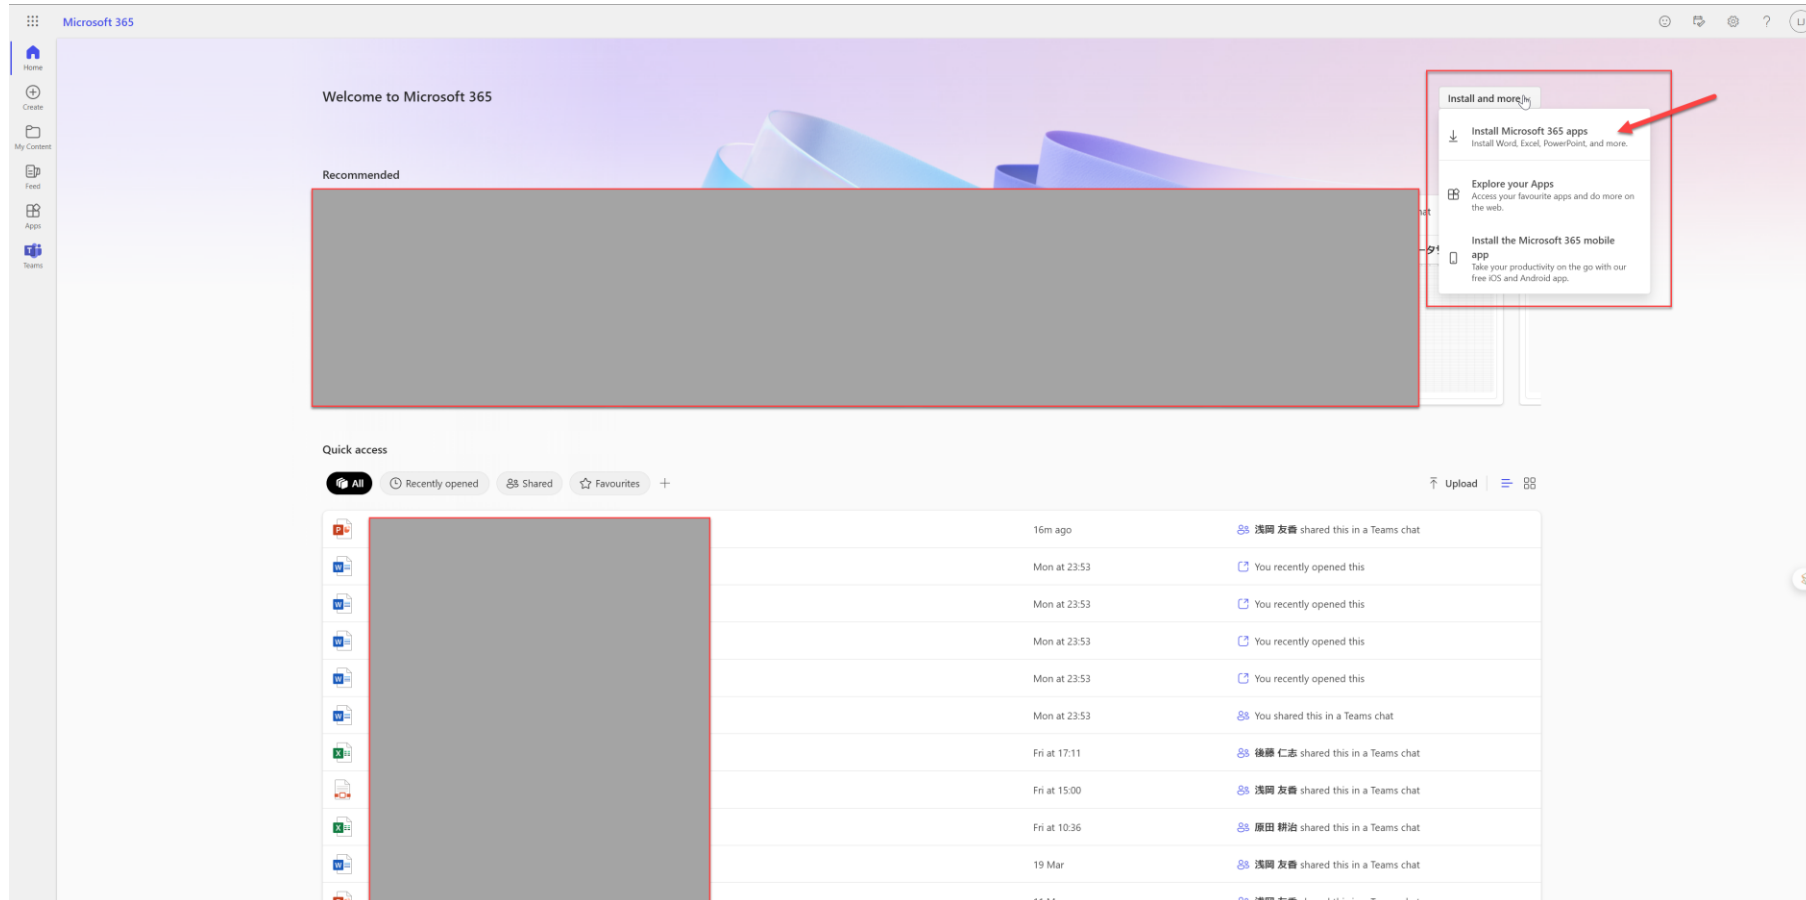 Microsoft 365
Home
Create
My Content
Feed
Apps
Teams
Welcome to Microsoft 365
Install and more
Install Microsoft 365 apps
Install Word, Excel, PowerPoint, and more.
Explore your Apps
Access your favourite apps and do more on
the web.
Install the Microsoft 365 mobile
app
Take your productivity on the go with our
free iOS and Android app.
Recommended
Quick access
All
Recently opened
Shared
Favourites
Upload
16m ago 浅岡 友香 shared this in a Teams chat
Mon at 23:53 You recently opened this
Mon at 23:53 You recently opened this
Mon at 23:53 You recently opened this
Mon at 23:53 You recently opened this
Mon at 23:53 You shared this in a Teams chat
Fri at 17:11 後藤 仁志 shared this in a Teams chat
Fri at 15:00 浅岡 友香 shared this in a Teams chat
Fri at 10:36 原田 耕治 shared this in a Teams chat
19 Mar 浅岡 友香 shared this in a Teams chat